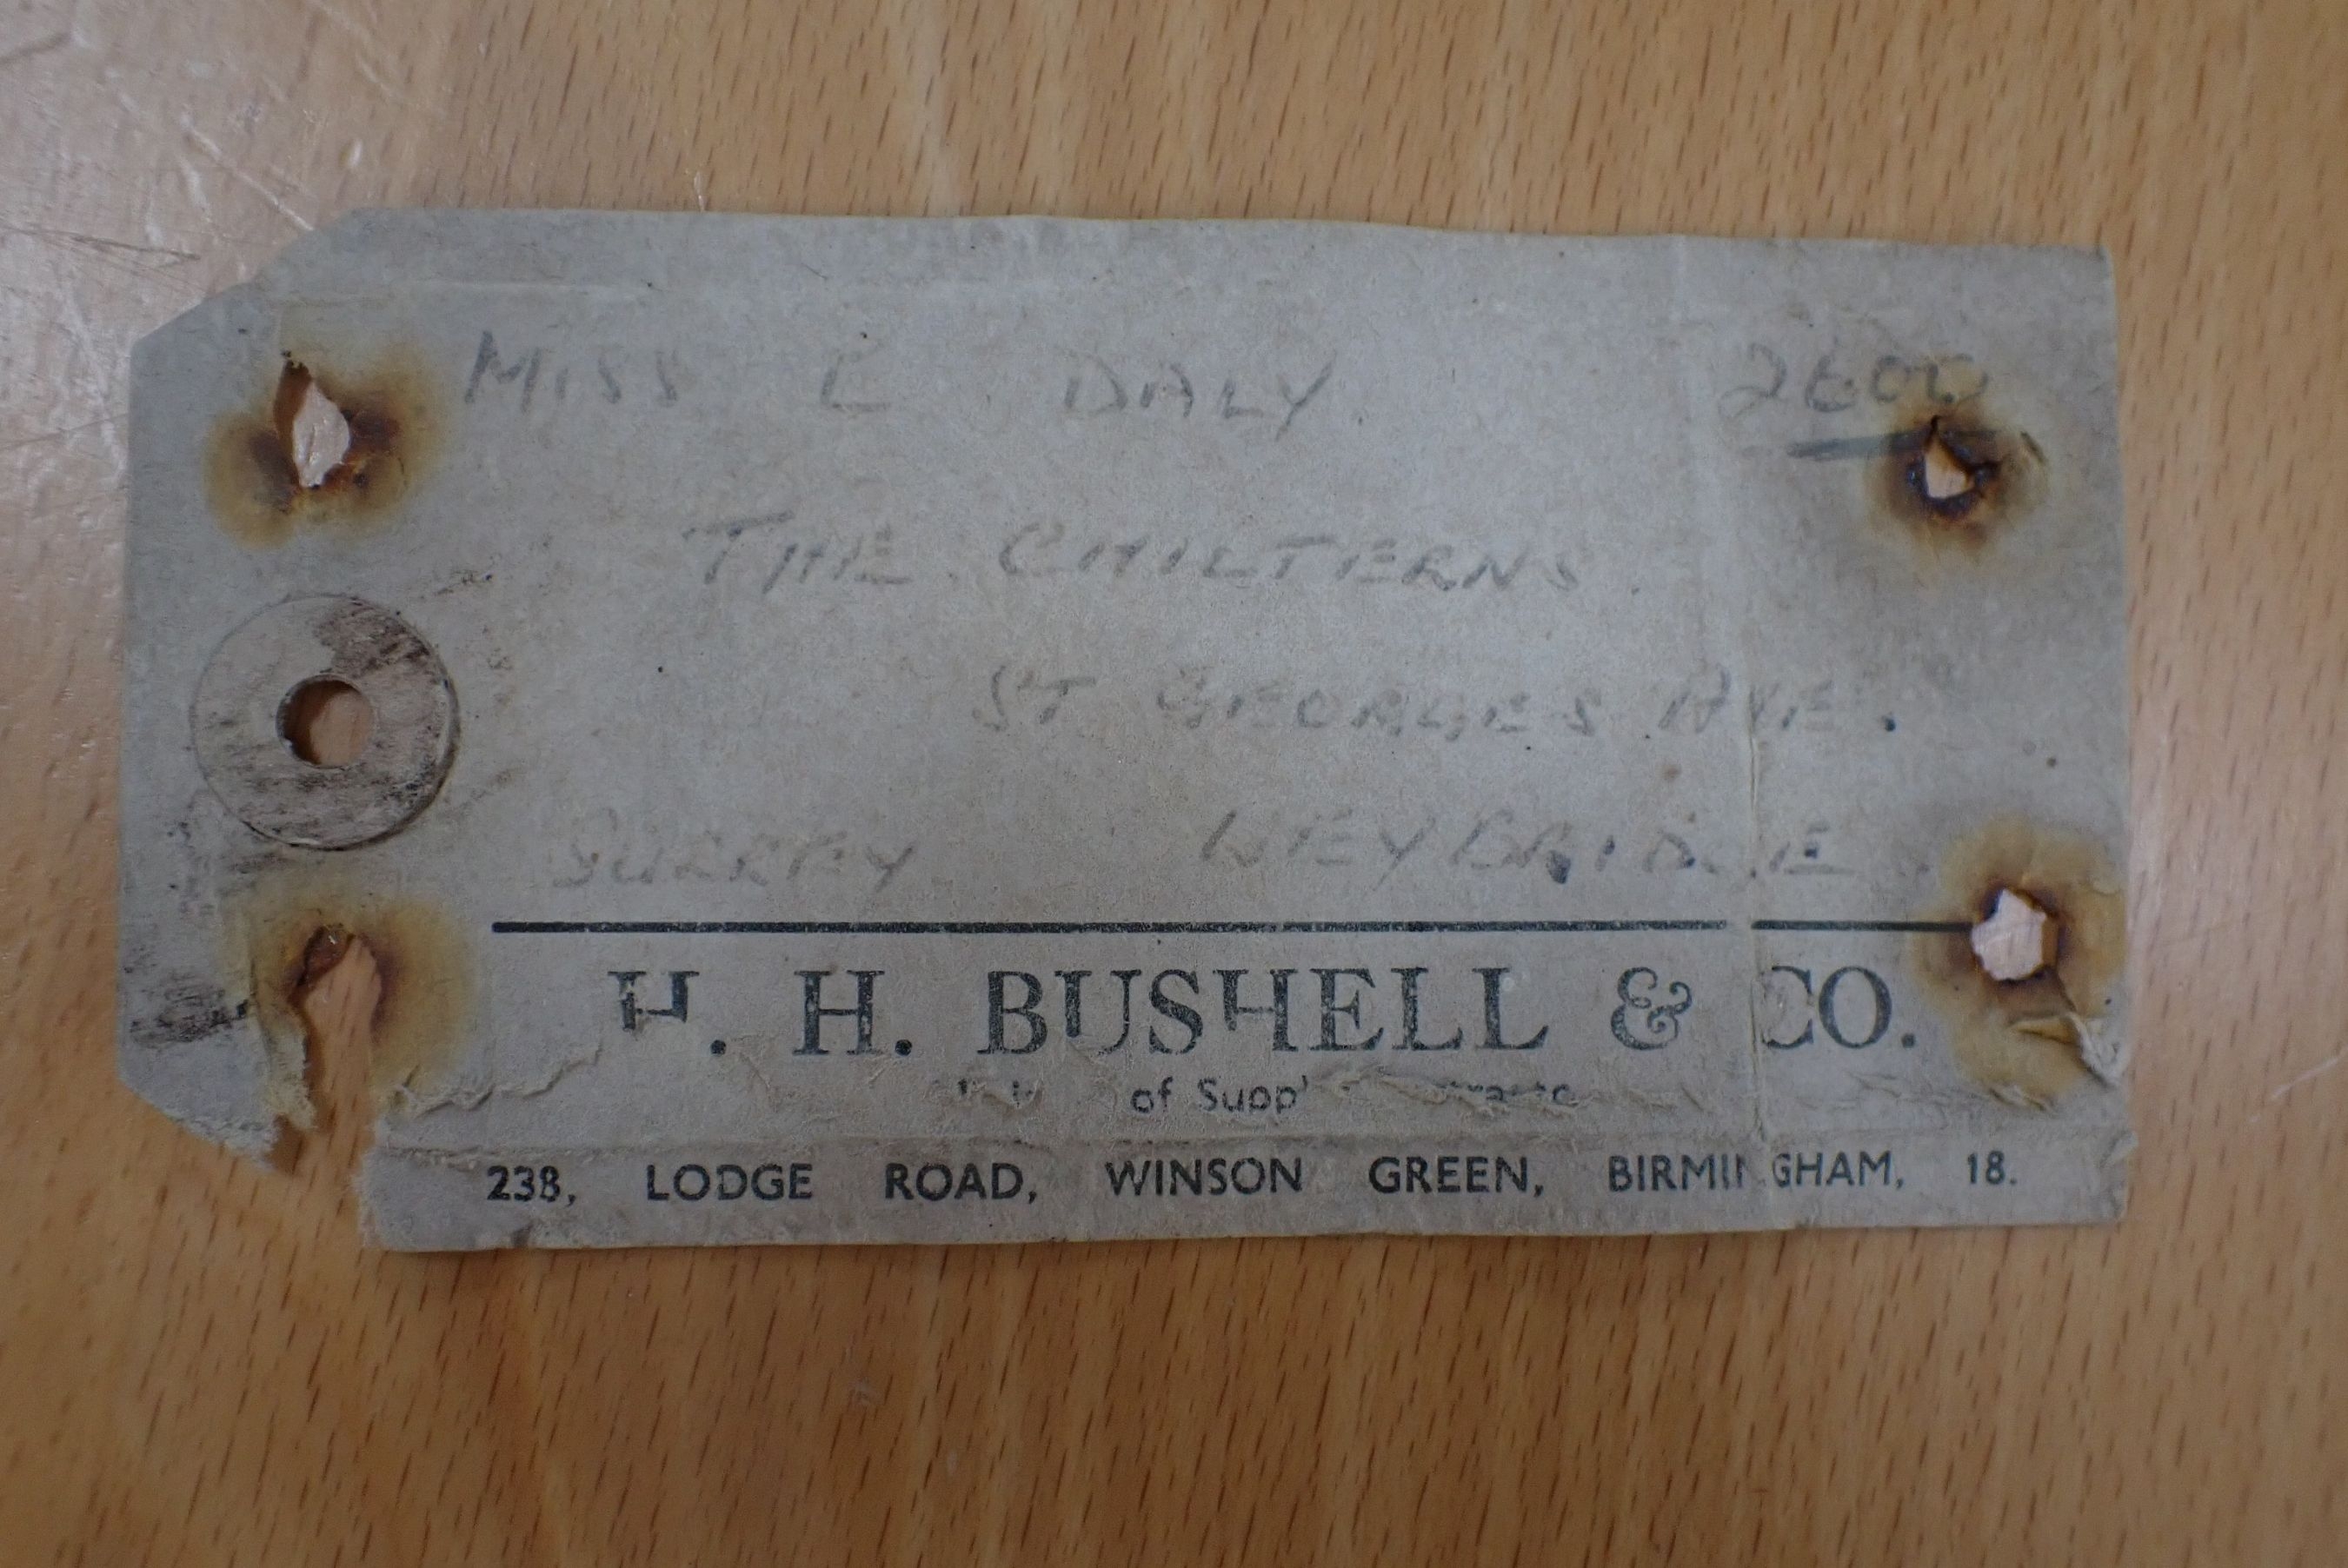 MISS L DALY 2600
THE CHILTERNS
ST GEORGES AVE.
SURREY WEYBRIDGE
H. H. BUSHELL & CO.
of
238, LODGE ROAD, WINSON GREEN, BIRMINGHAM, 18.